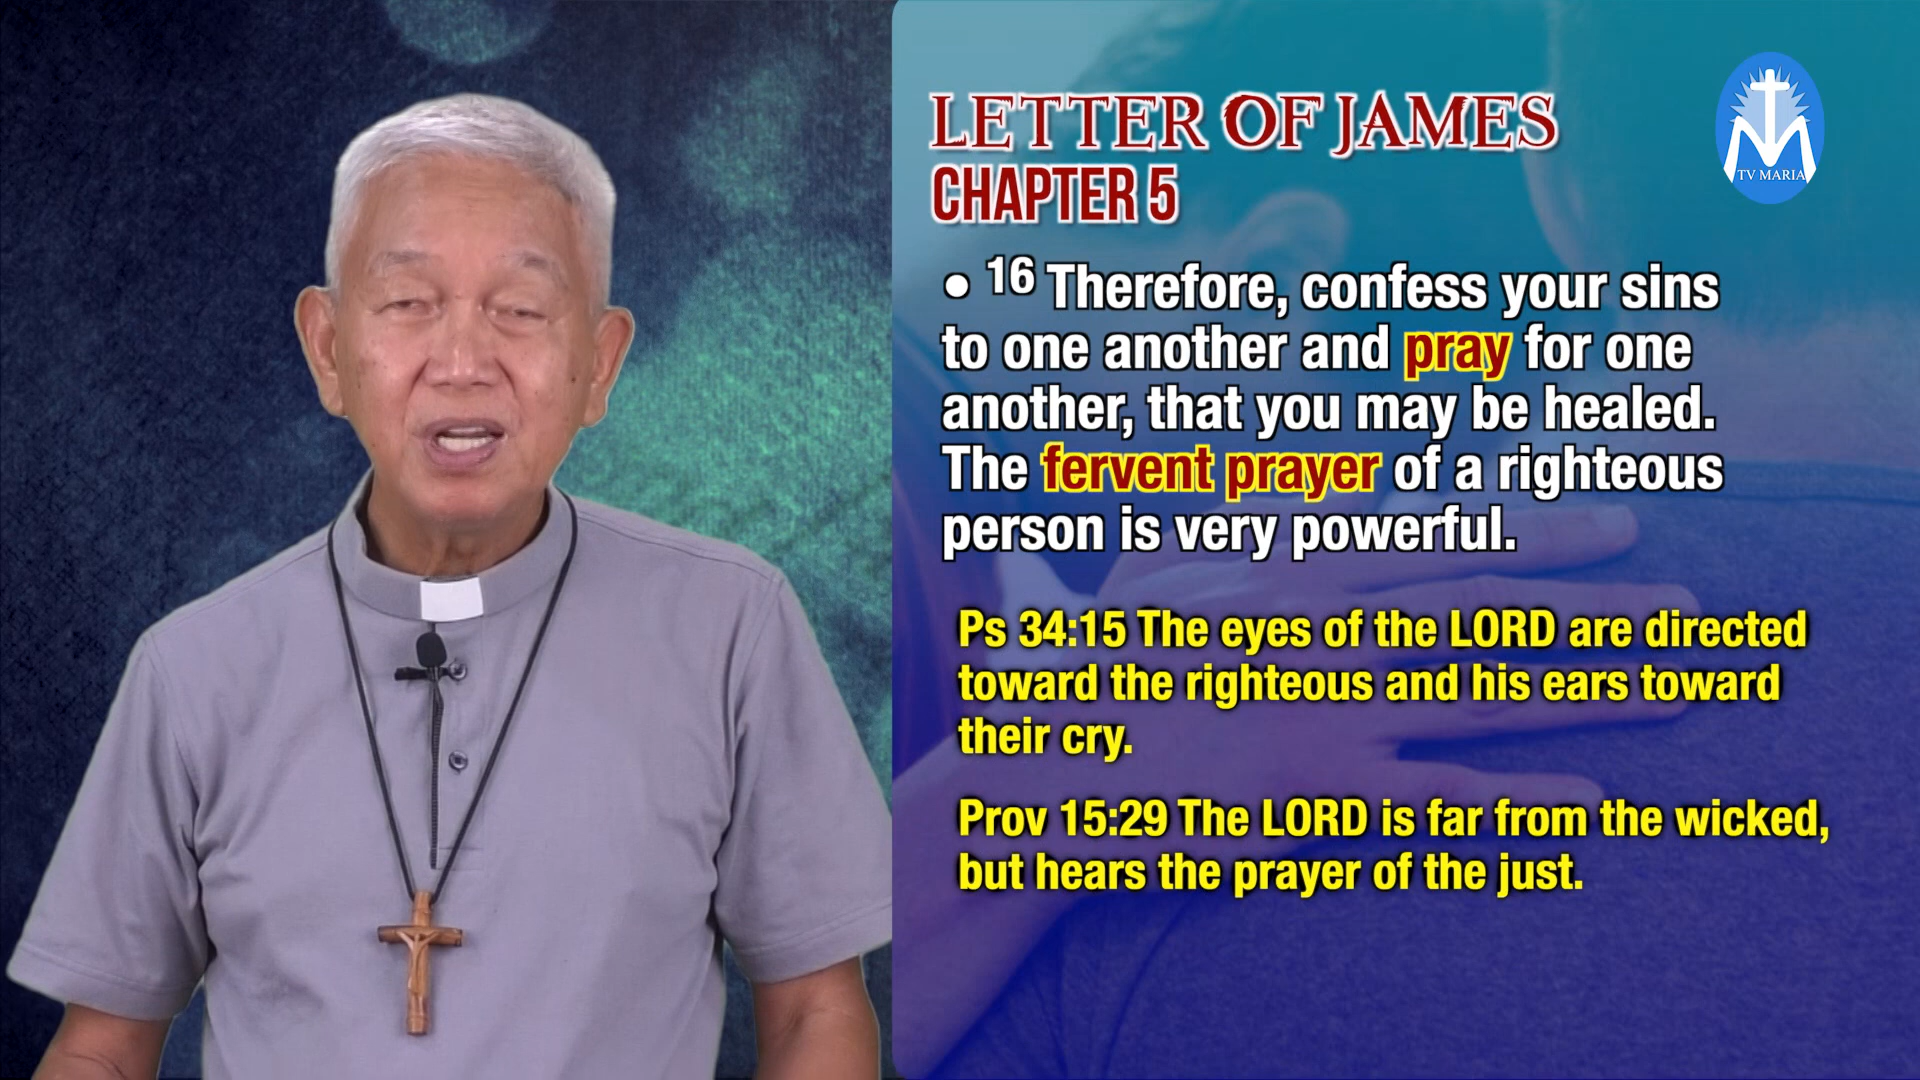 LETTER OF JAMES
CHAPTER 5
• 16 Therefore, confess your sins
to one another and pray for one
another, that you may be healed.
The fervent prayer of a righteous
person is very powerful.
Ps 34:15 The eyes of the LORD are directed
toward the righteous and his ears toward
their cry.
Prov 15:29 The LORD is far from the wicked,
but hears the prayer of the just.
TV MARIA